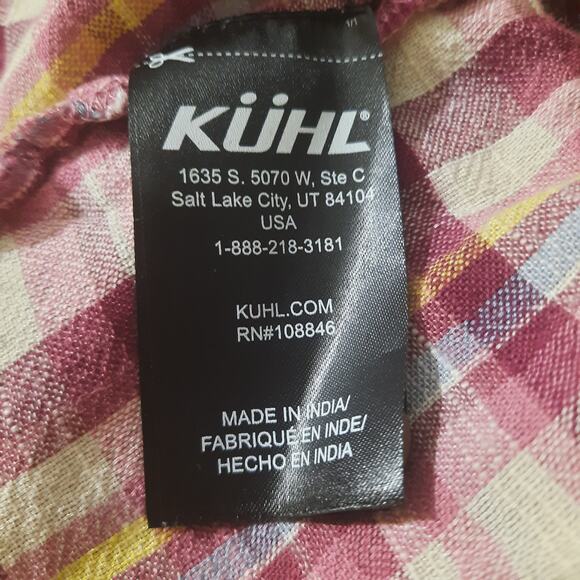 KÜHL®
1635 S. 5070 W, Ste C
Salt Lake City, UT 84104
USA
1-888-218-3181
KUHL.COM
RN#108846
MADE IN INDIA/
FABRIQUÉ EN INDE/
HECHO EN INDIA